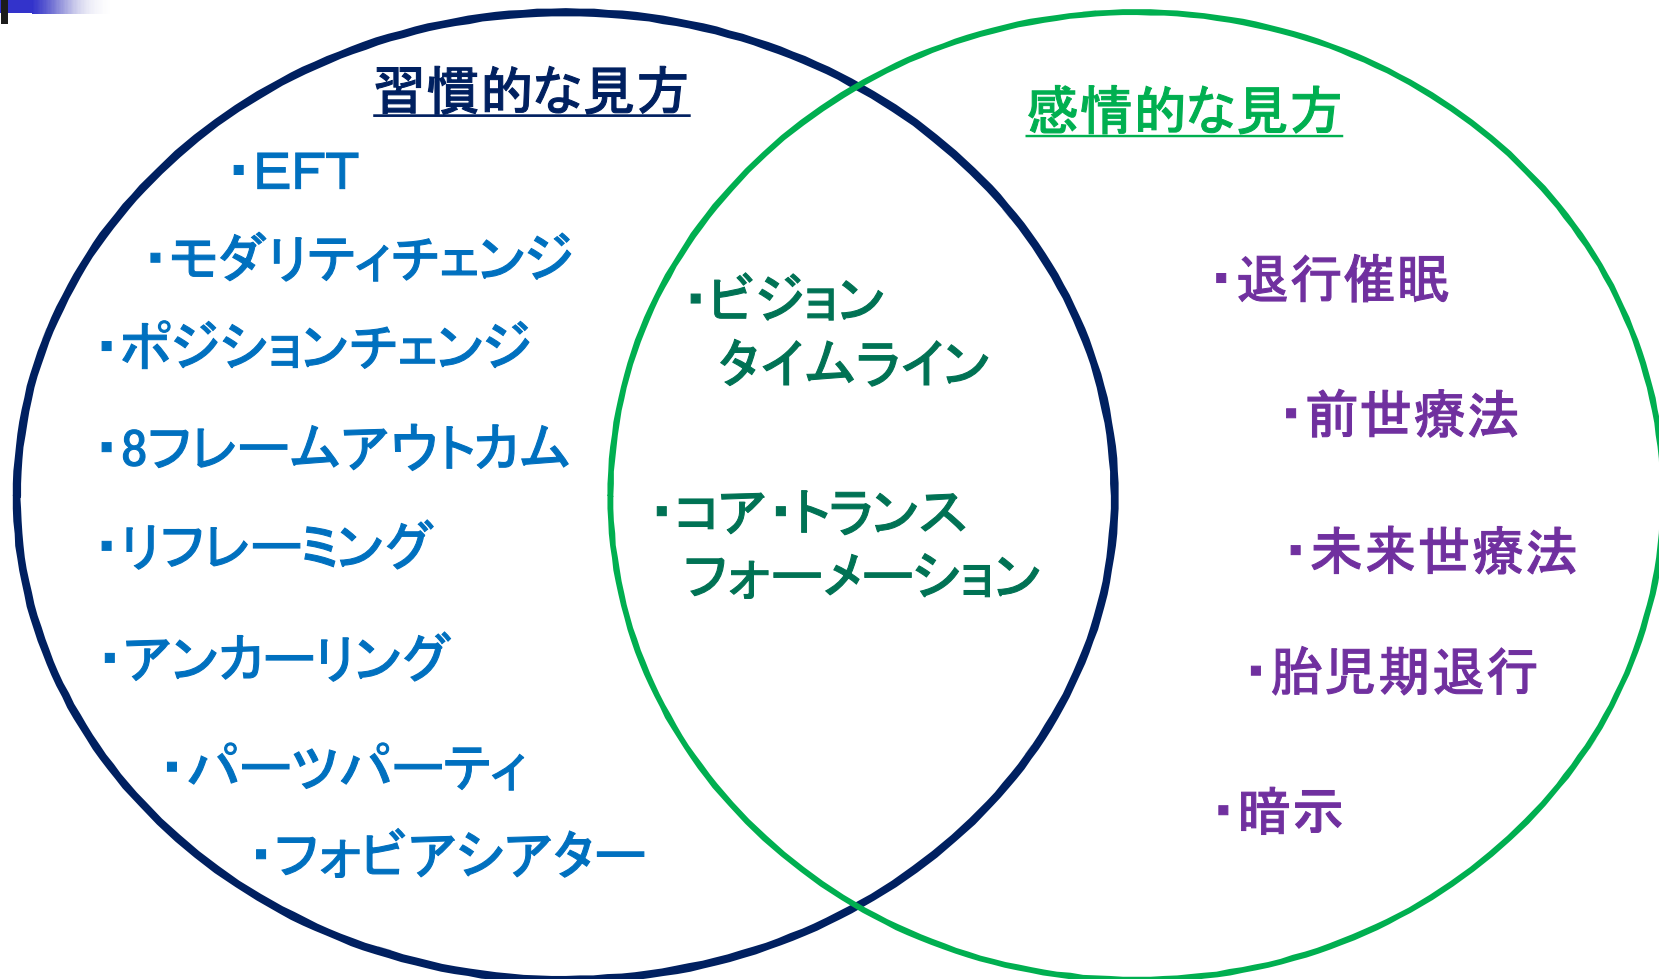 習慣的な見方
・EFT
・モダリティチェンジ
・ポジションチェンジ
・8フレームアウトカム
・リフレーミング
・アンカーリング
・パーツパーティ
・フォビアシアター
・ビジョン
タイムライン
・コア・トランス
フォーメーション
感情的な見方
・退行催眠
・前世療法
・未来世療法
・胎児期退行
・暗示